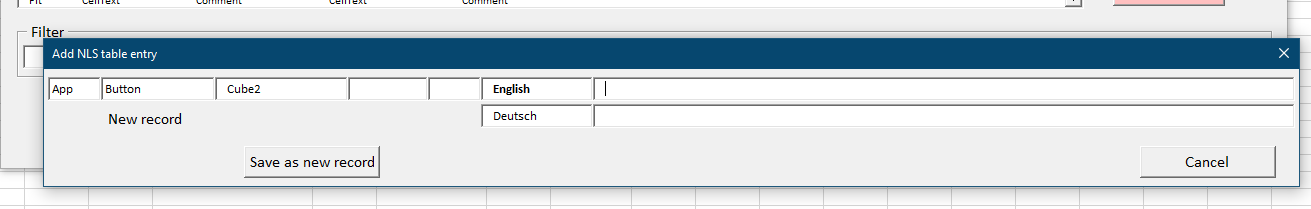 CellText Comment CellText Comment
Filter
Add NLS table entry
App Button Cube2 English
New record Deutsch
Save as new record Cancel